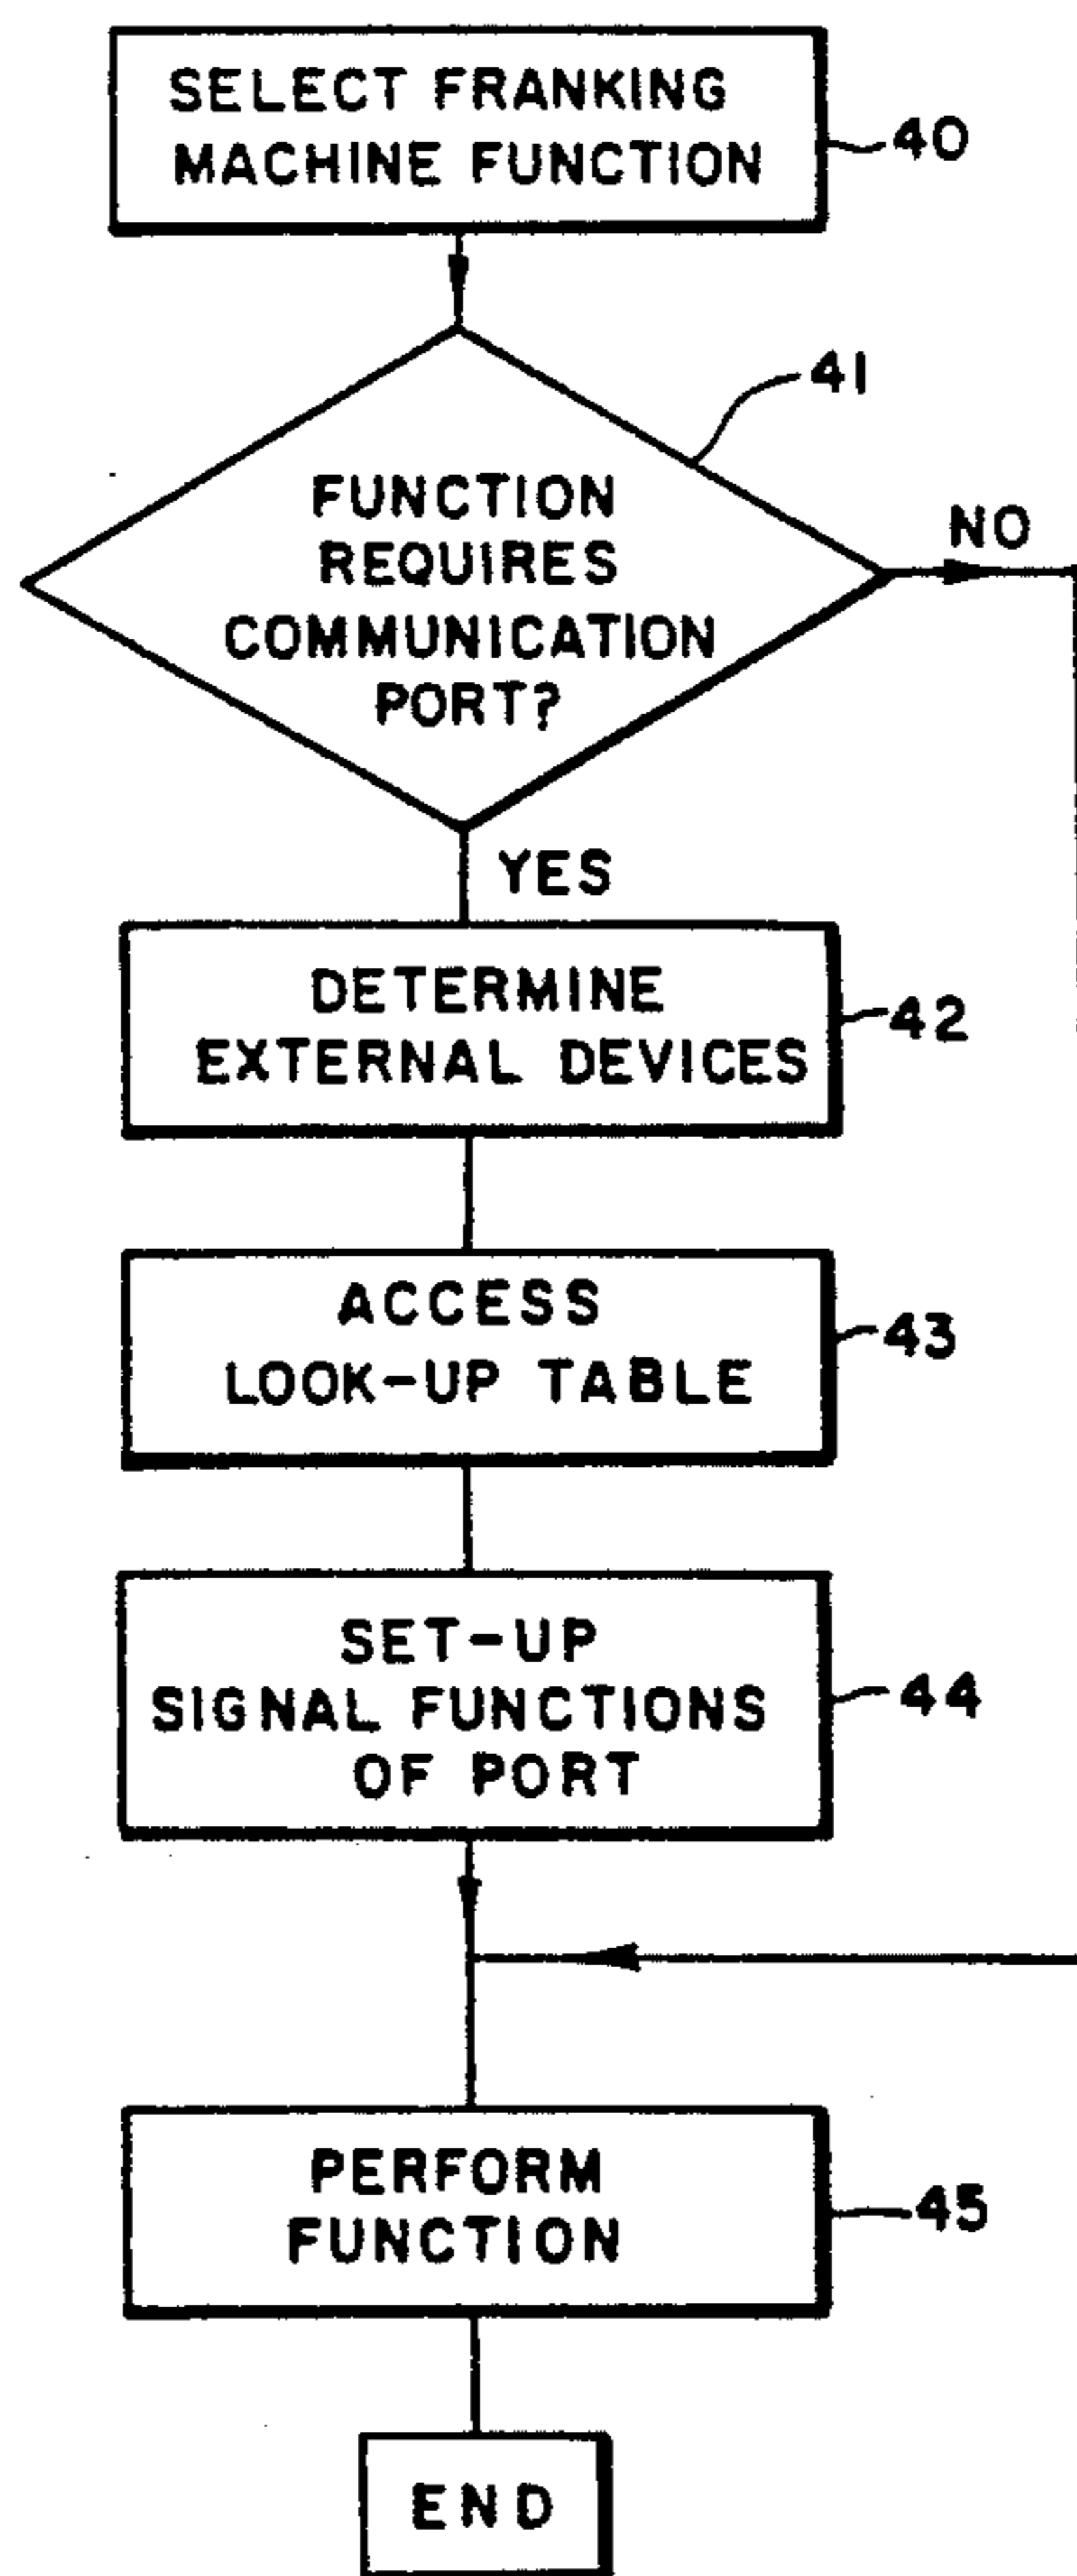 SELECT FRANKING
MACHINE FUNCTION
40
41
FUNCTION
REQUIRES
COMMUNICATION
PORT?
NO
YES
DETERMINE
EXTERNAL DEVICES
42
ACCESS
LOOK-UP TABLE
43
SET-UP
SIGNAL FUNCTIONS
OF PORT
44
PERFORM
FUNCTION
45
END